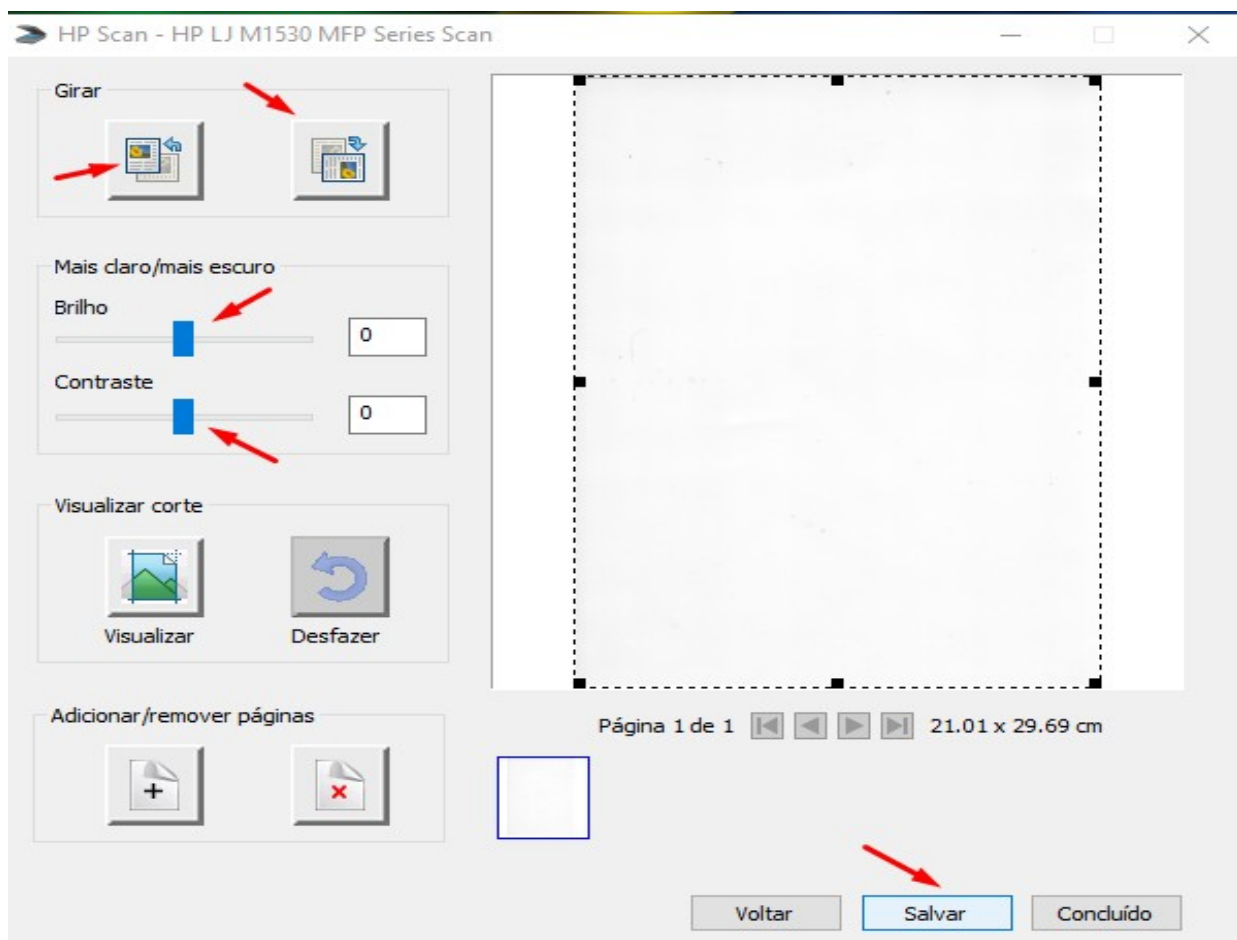 HP Scan - HP LJ M1530 MFP Series Scan
Girar
Mais claro/mais escuro
Brilho
0
Contraste
0
Visualizar corte
Visualizar
Desfazer
Adicionar/remover páginas
Página 1 de 1
21.01 x 29.69 cm
Voltar
Salvar
Concluído